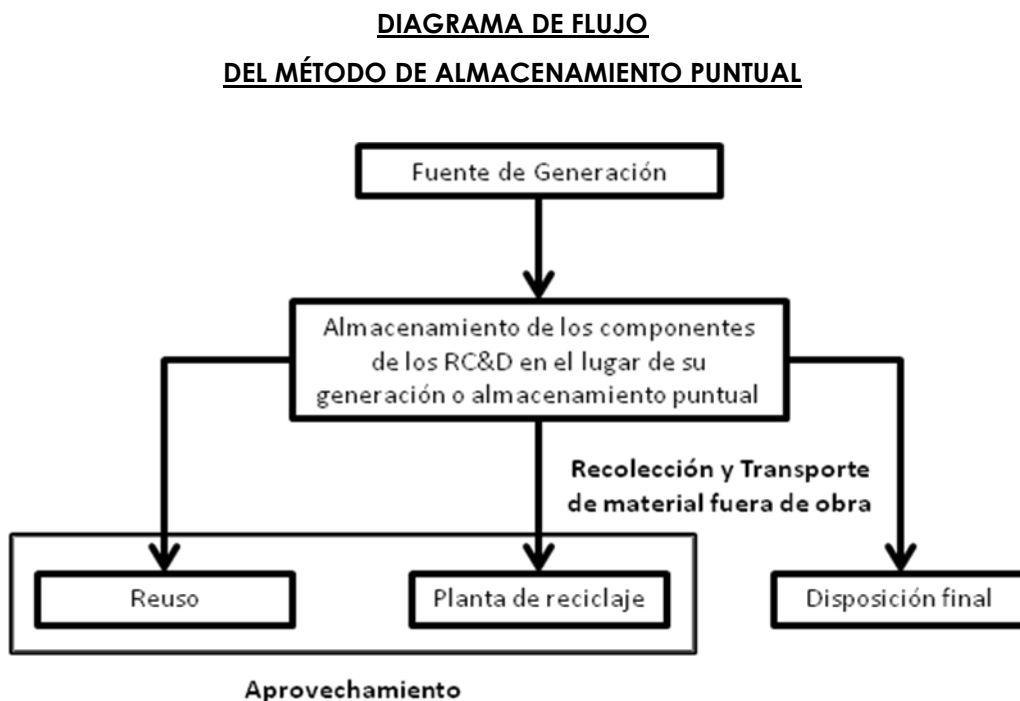 DIAGRAMA DE FLUJO
DEL MÉTODO DE ALMACENAMIENTO PUNTUAL
Fuente de Generación
Almacenamiento de los componentes
de los RC&D en el lugar de su
generación o almacenamiento puntual
Recolección y Transporte
de material fuera de obra
Reuso
Planta de reciclaje
Disposición final
Aprovechamiento